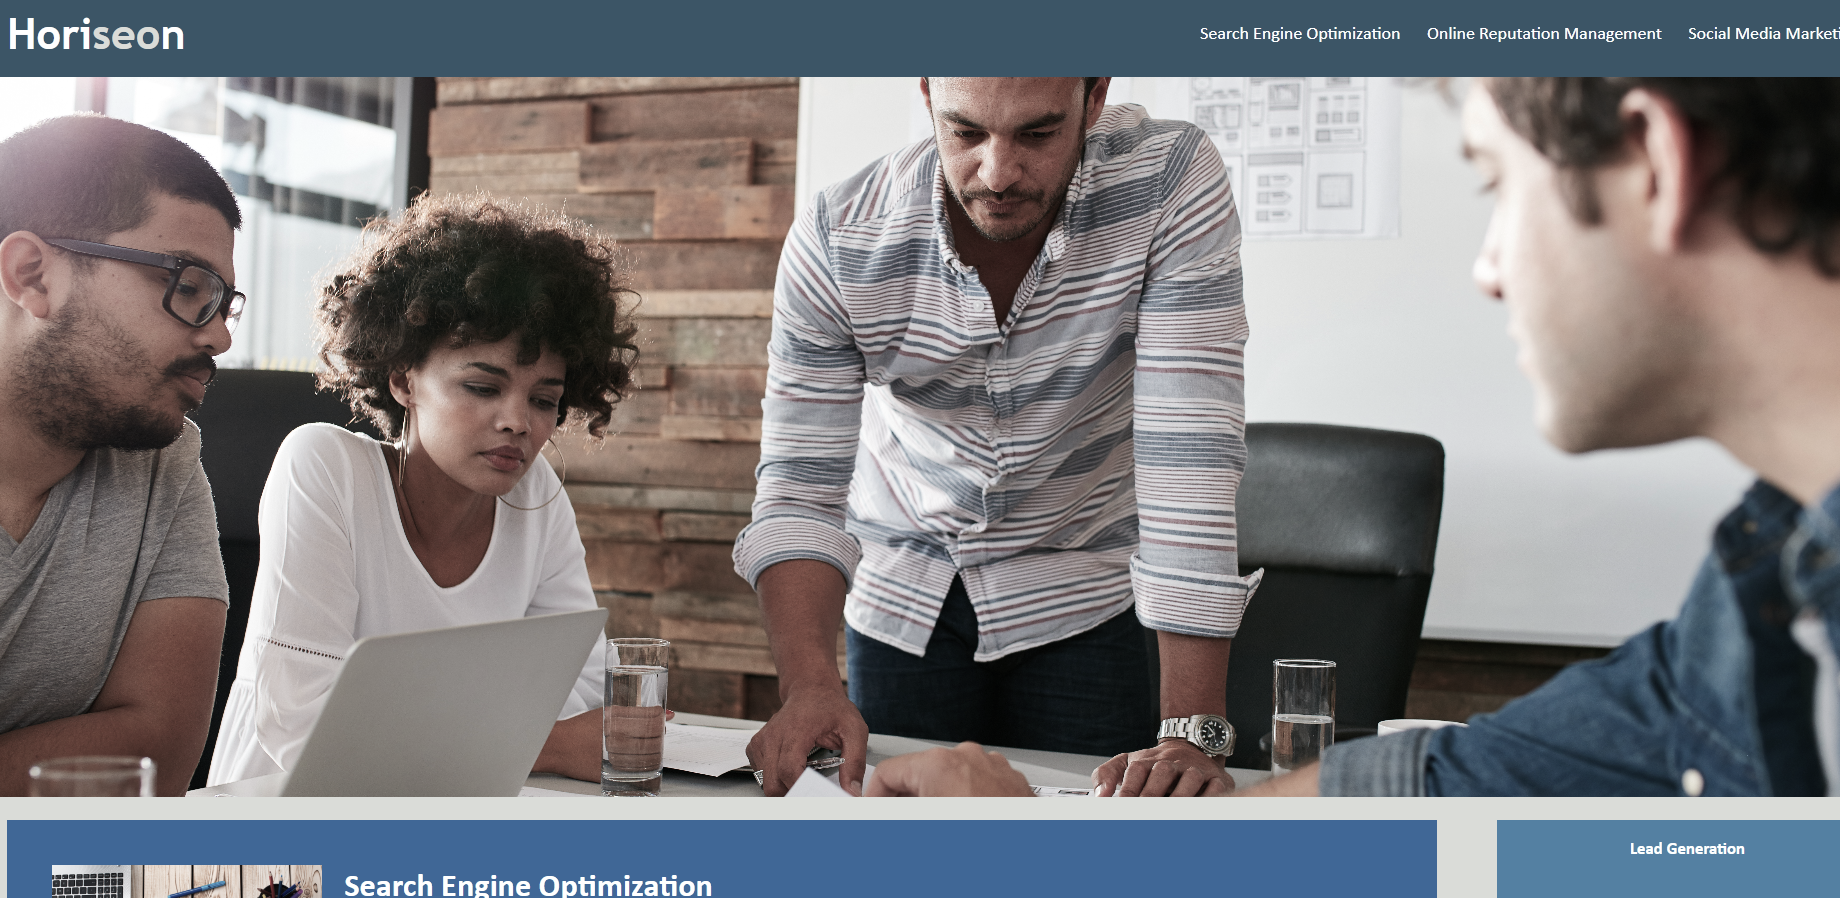 Horiseon
Search Engine Optimization
Online Reputation Management
Social Media Marketi
Search Engine Optimization
Lead Generation